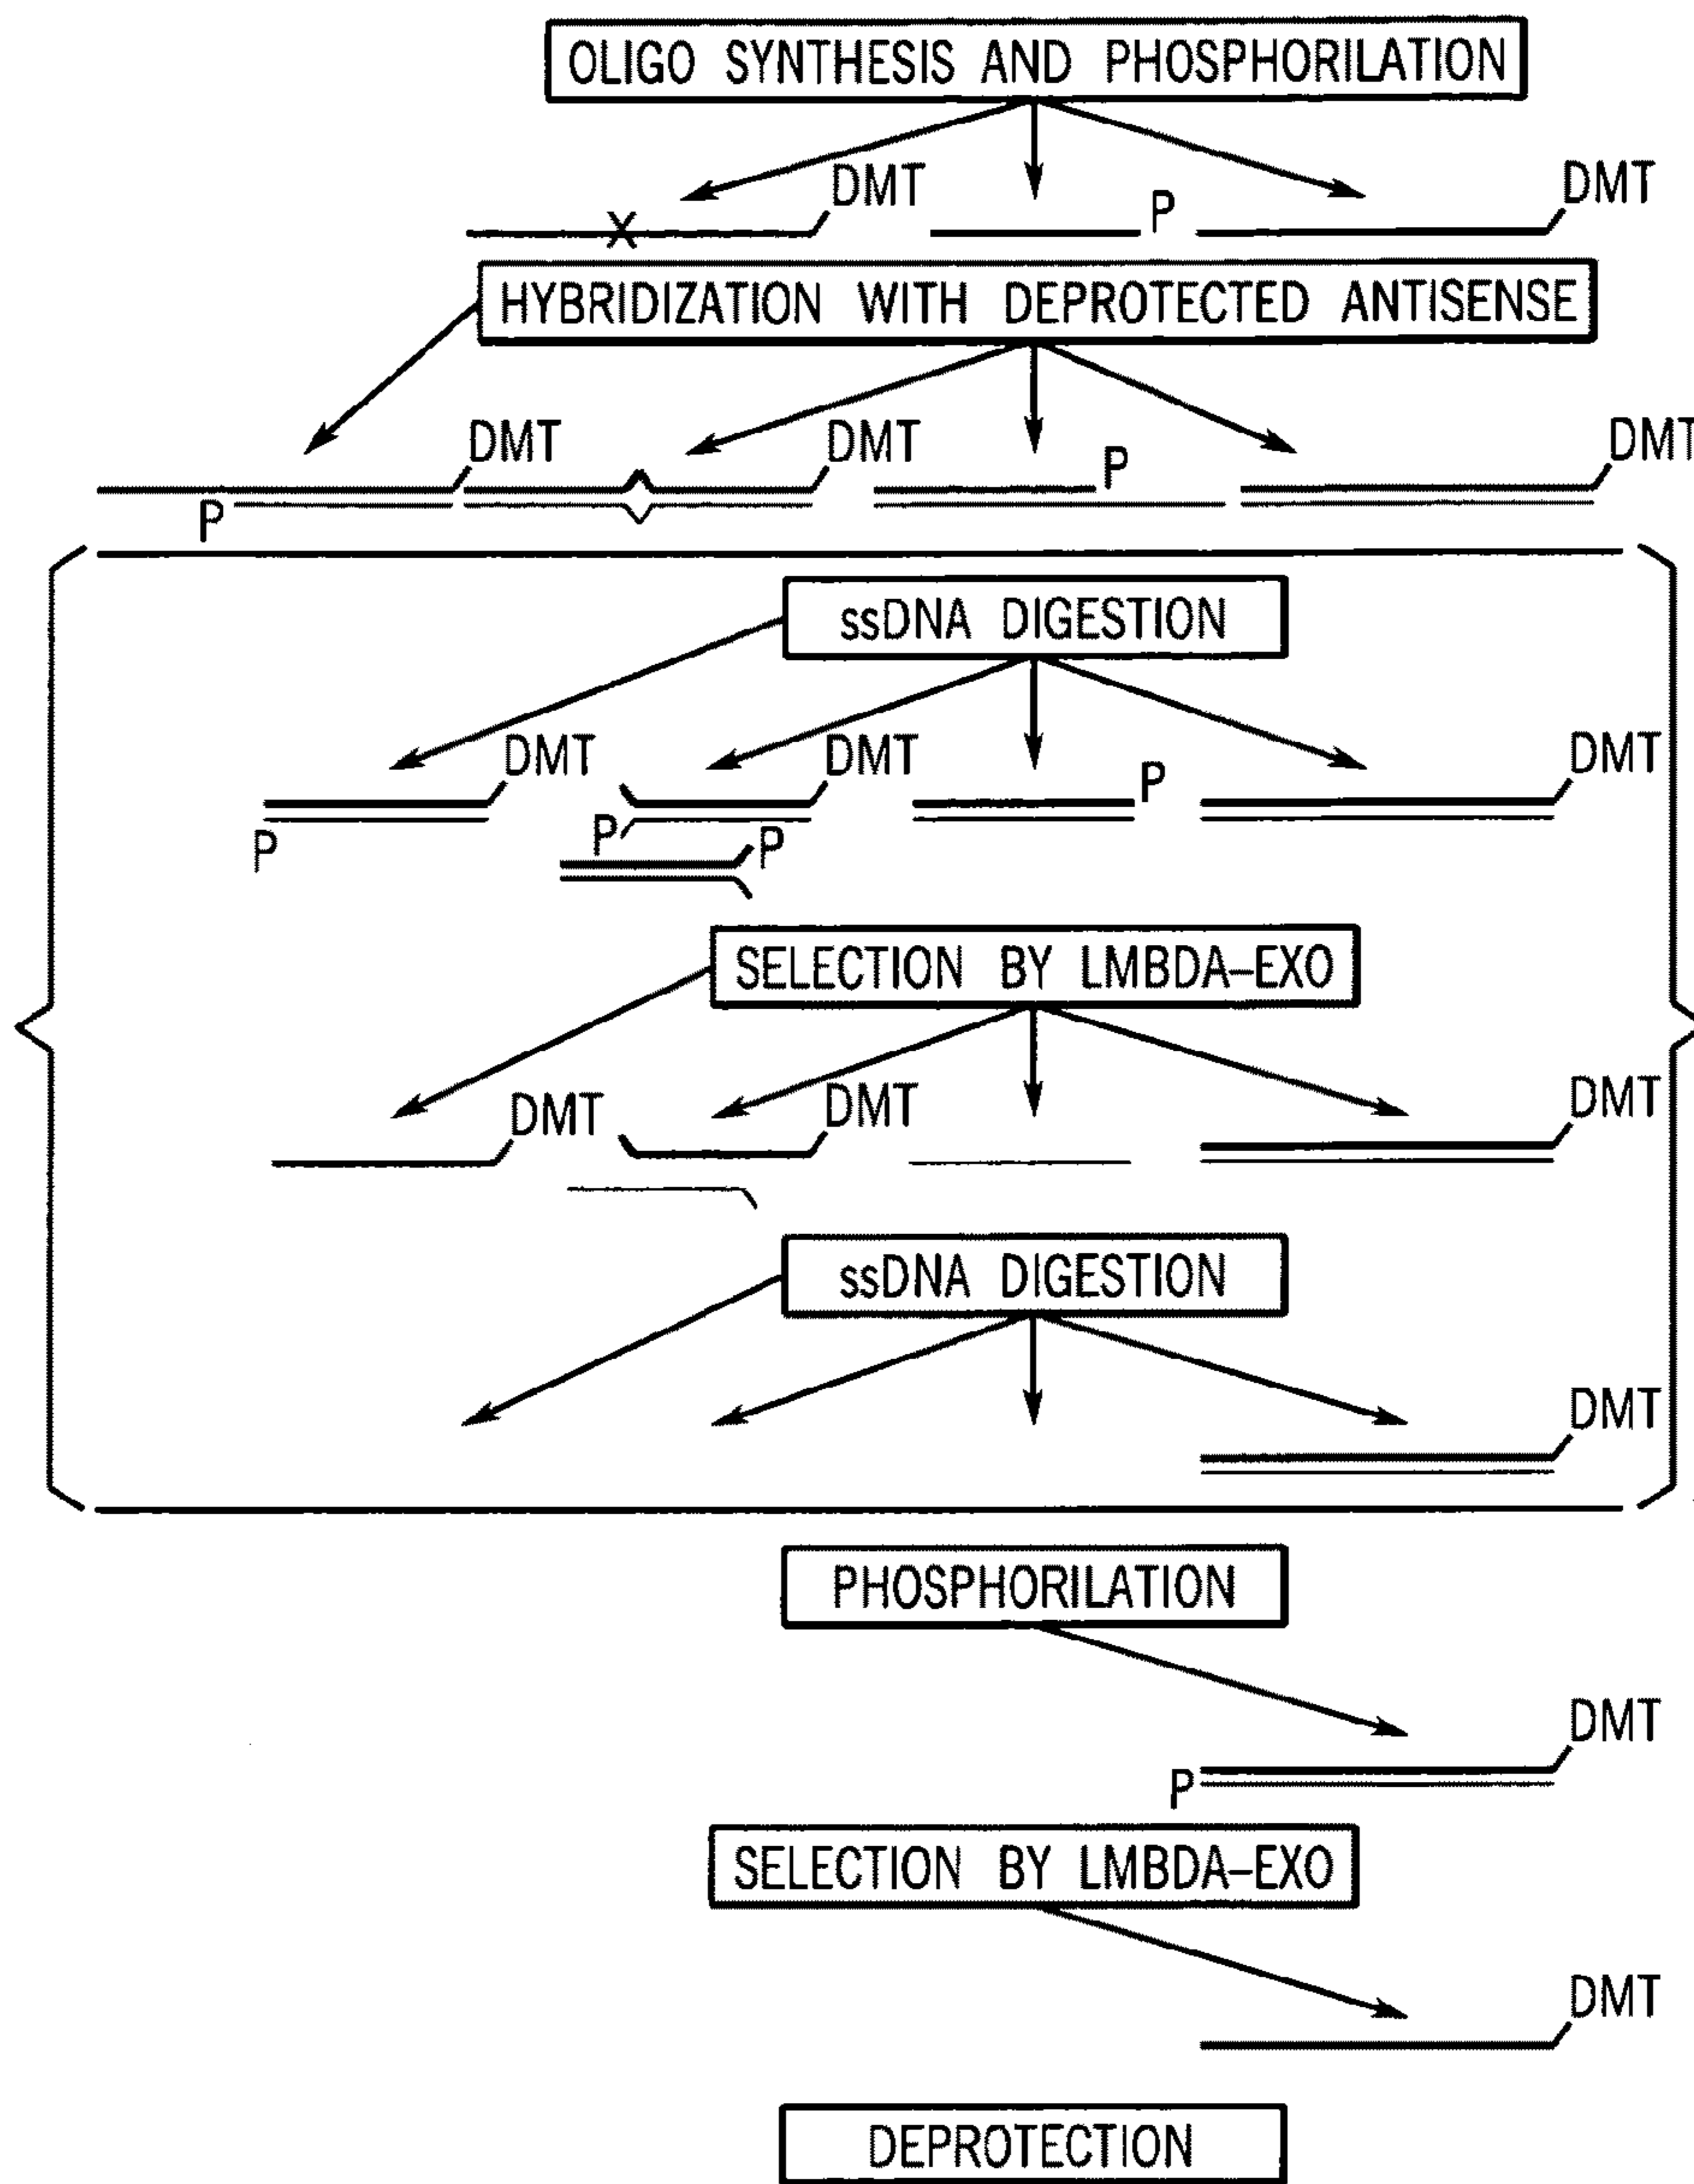 OLIGO SYNTHESIS AND PHOSPHORILATION
DMT
P
DMT
X
HYBRIDIZATION WITH DEPROTECTED ANTISENSE
DMT
DMT
P
DMT
P
ssDNA DIGESTION
DMT
DMT
P
DMT
P
P
P
SELECTION BY LMBDA-EXO
DMT
DMT
DMT
ssDNA DIGESTION
DMT
PHOSPHORILATION
DMT
P
SELECTION BY LMBDA-EXO
DMT
DEPROTECTION